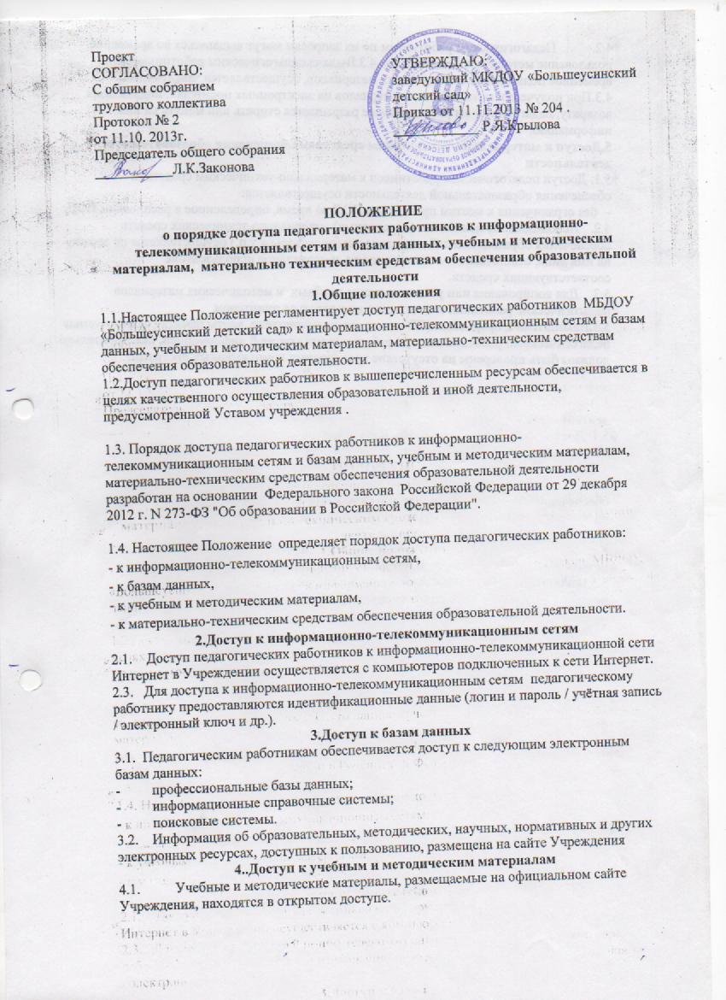 Проект
СОГЛАСОВАНО:
С общим собранием
трудового коллектива
Протокол № 2
от 11.10. 2013г.
Председатель общего собрания
Л.К.Законова
УТВЕРЖДАЮ:
заведующий МКДОУ «Большеусинский
детский сад»
Приказ от 11.11.2013 № 204 .
Р.Я.Крылова
ПОЛОЖЕНИЕ
о порядке доступа педагогических работников к информационно-
телекоммуникационным сетям и базам данных, учебным и методическим
материалам, материально техническим средствам обеспечения образовательной
деятельности
1.Общие положения
1.1.Настоящее Положение регламентирует доступ педагогических работников МБДОУ
«Большеусинский детский сад» к информационно-телекоммуникационным сетям и базам
данных, учебным и методическим материалам, материально-техническим средствам
обеспечения образовательной деятельности.
1.2.Доступ педагогических работников к вышеперечисленным ресурсам обеспечивается в
целях качественного осуществления образовательной и иной деятельности,
предусмотренной Уставом учреждения .
1.3. Порядок доступа педагогических работников к информационно-
телекоммуникационным сетям и базам данных, учебным и методическим материалам,
материально-техническим средствам обеспечения образовательной деятельности
разработан на основании Федерального закона Российской Федерации от 29 декабря
2012 г. N 273-ФЗ "Об образовании в Российской Федерации".
1.4. Настоящее Положение определяет порядок доступа педагогических работников:
- к информационно-телекоммуникационным сетям,
- к базам данных,
- к учебным и методическим материалам,
- к материально-техническим средствам обеспечения образовательной деятельности.
2.Доступ к информационно-телекоммуникационным сетям
2.1. Доступ педагогических работников к информационно-телекоммуникационной сети
Интернет в Учреждении осуществляется с компьютеров подключенных к сети Интернет.
2.3. Для доступа к информационно-телекоммуникационным сетям педагогическому
работнику предоставляются идентификационные данные (логин и пароль / учётная запись
/ электронный ключ и др.).
3.Доступ к базам данных
3.1. Педагогическим работникам обеспечивается доступ к следующим электронным
базам данных:
- профессиональные базы данных;
- информационные справочные системы;
- поисковые системы.
3.2. Информация об образовательных, методических, научных, нормативных и других
электронных ресурсах, доступных к пользованию, размещена на сайте Учреждения
4..Доступ к учебным и методическим материалам
4.1. Учебные и методические материалы, размещаемые на официальном сайте
Учреждения, находятся в открытом доступе.